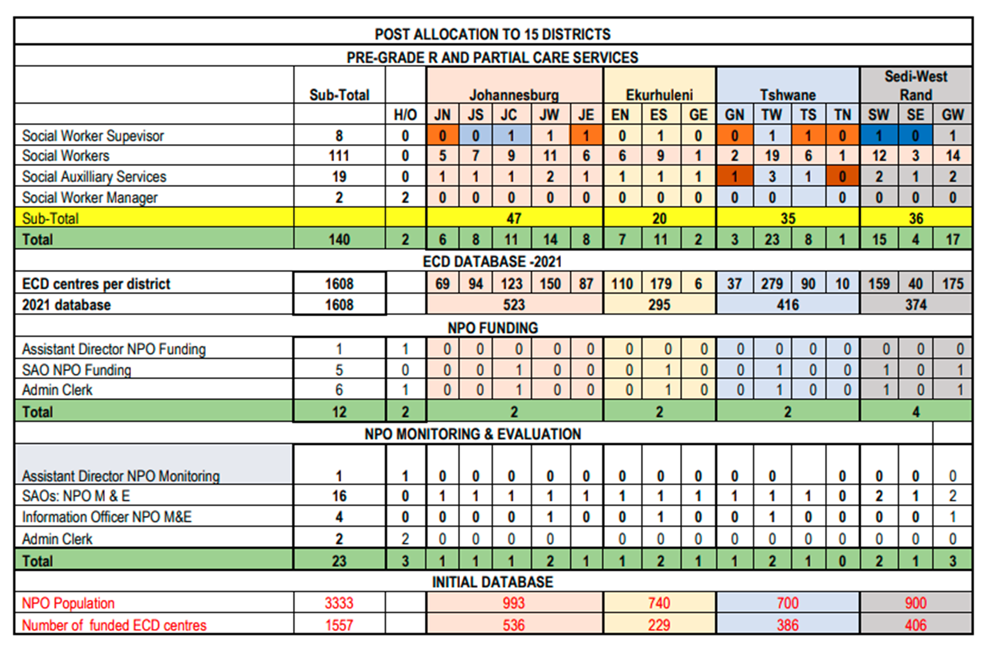 POST ALLOCATION TO 15 DISTRICTS
PRE-GRADE R AND PARTIAL CARE SERVICES
Sub-Total Johannesburg Ekurhuleni Tshwane Sedi-West Rand
H/O JN JS JC JW JE EN ES GE GN TW TS TN SW SE GW
Social Worker Supevisor 8 0 0 0 1 1 1 0 1 0 0 1 1 0 1 0 1
Social Workers 111 0 5 7 9 11 6 6 9 1 2 19 6 1 12 3 14
Social Auxilliary Services 19 0 1 1 1 2 1 1 1 1 1 3 1 0 2 1 2
Social Worker Manager 2 2 0 0 0 0 0 0 0 0 0 0 0 0 0 0
Sub-Total 47 20 35 36
Total 140 2 6 8 11 14 8 7 11 2 3 23 8 1 15 4 17
ECD DATABASE -2021
ECD centres per district 1608 69 94 123 150 87 110 179 6 37 279 90 10 159 40 175
2021 database 1608 523 295 416 374
NPO FUNDING
Assistant Director NPO Funding 1 1 0 0 0 0 0 0 0 0 0 0 0 0 0 0 0
SAO NPO Funding 5 0 0 0 1 0 0 0 1 0 0 1 0 0 1 0 1
Admin Clerk 6 1 0 0 1 0 0 0 1 0 0 1 0 0 1 0 1
Total 12 2 2 2 2 4
NPO MONITORING & EVALUATION
Assistant Director NPO Monitoring 1 1 0 0 0 0 0 0 0 0 0 0 0 0 0 0
SAOs: NPO M & E 16 0 1 1 1 1 1 1 1 1 1 1 1 0 2 1 2
Information Officer NPO M&E 4 0 0 0 0 1 0 0 1 0 0 1 0 0 0 0 1
Admin Clerk 2 2 0 0 0 0 0 0 0 0 0 0 0 0 0 0
Total 23 3 1 1 1 2 1 1 2 1 1 2 1 0 2 1 3
INITIAL DATABASE
NPO Population 3333 993 740 700 900
Number of funded ECD centres 1557 536 229 386 406